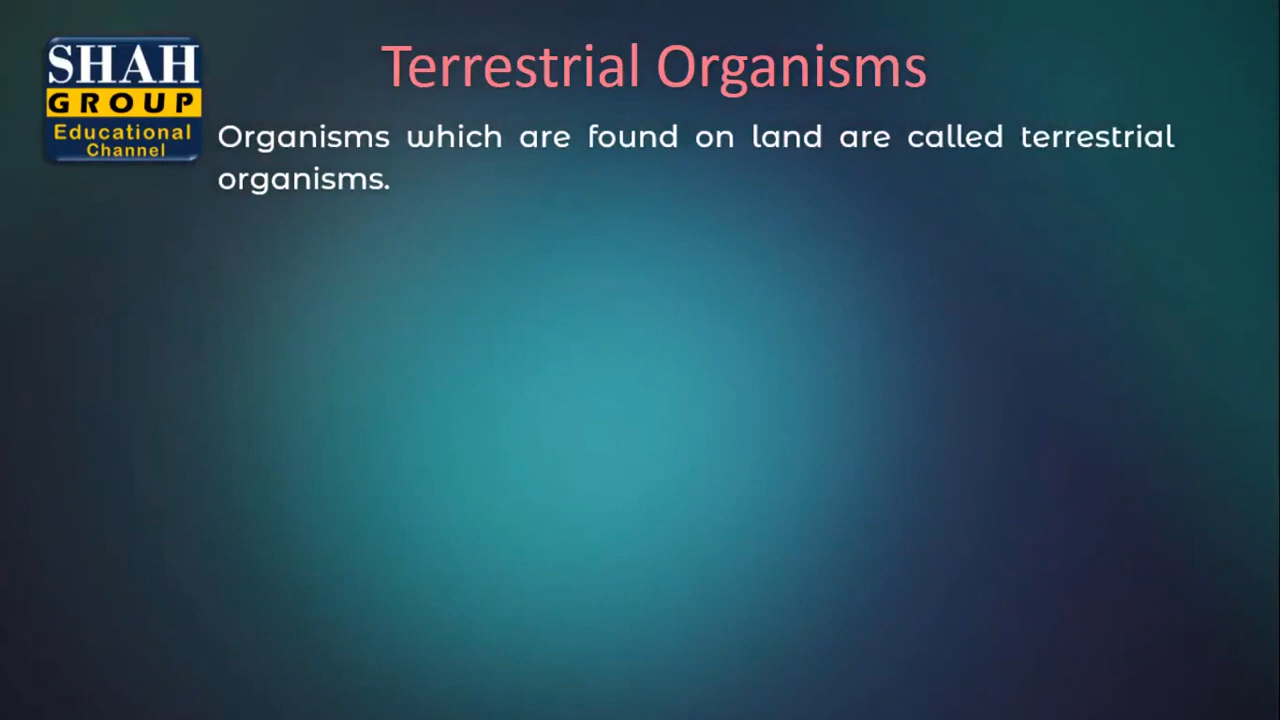 SHAH
GROUP
Educational
Channel
Terrestrial Organisms
Organisms which are found on land are called terrestrial
organisms.